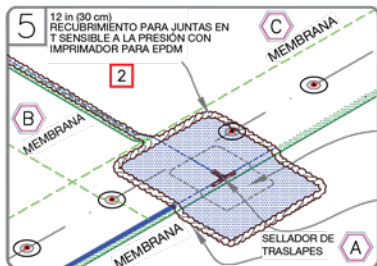 5
12 in (30 cm)
RECUBRIMIENTO PARA JUNTAS EN
T SENSIBLE A LA PRESIÓN CON
IMPRIMADOR PARA EPDM
2
C
MEMBRANA
B
MEMBRANA
MEMBRANA
SELLADOR DE
TRASLAPES
A